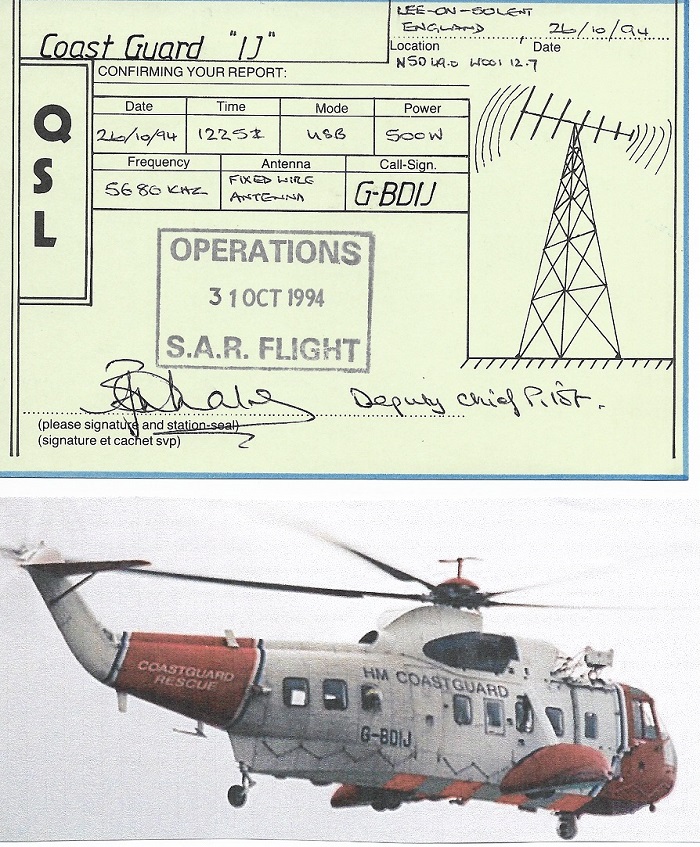 LEE-ON-SOLENT
ENGLAND, 26/10/94
Coast Guard "IJ"
Location Date
N50 49.0 W001 12.7
CONFIRMING YOUR REPORT:
QSL
Date Time Mode Power
26/10/94 1225Z USB 500W
Frequency Antenna Call-Sign.
5680 KHZ FIXED WIRE ANTENNA G-BDIJ
OPERATIONS
31 OCT 1994
S.A.R. FLIGHT
Deputy Chief Pilot.
(please signature and station-seal)
(signature et cachet svp)
COASTGUARD
RESCUE
HM COASTGUARD
G-BDIJ